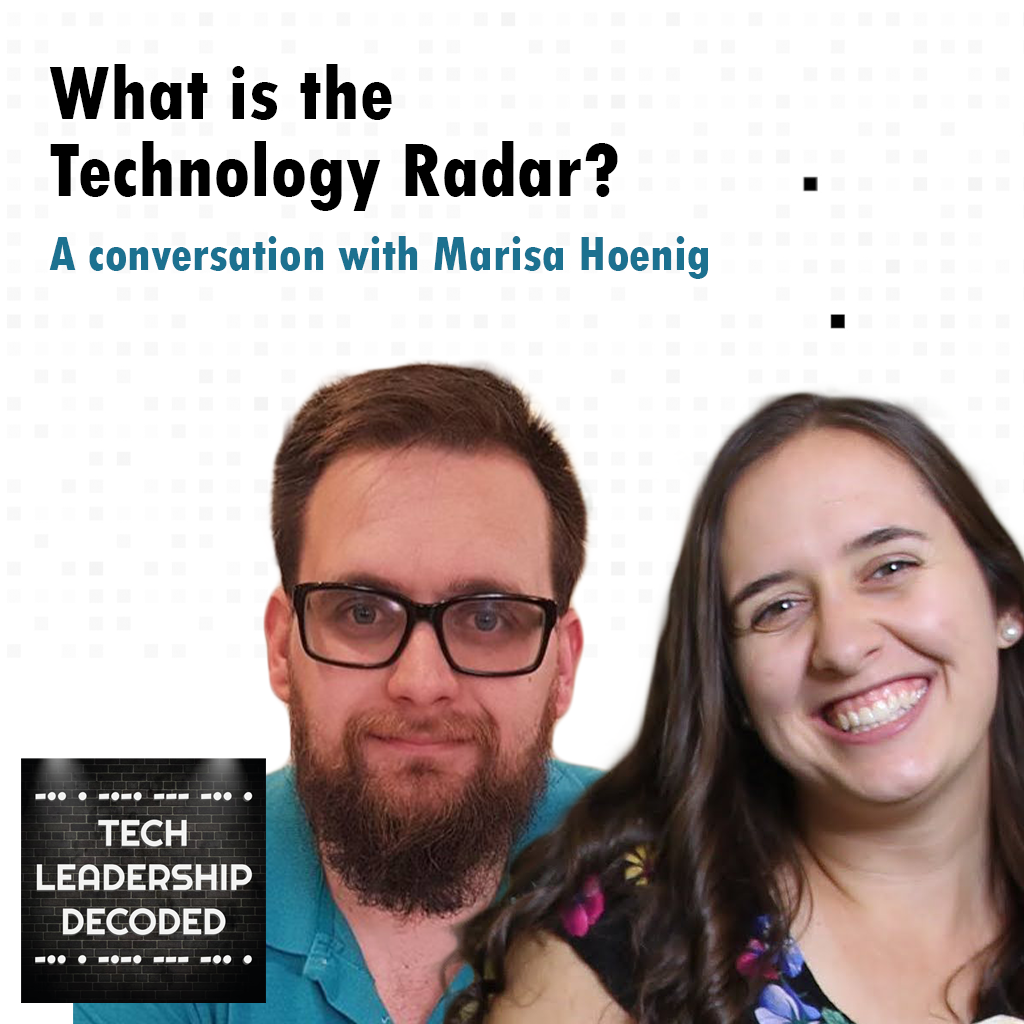 What is the
Technology Radar?
A conversation with Marisa Hoenig
-•• • -•-• --- -•• •
TECH
LEADERSHIP
DECODED
-•• • -•-• --- -•• •